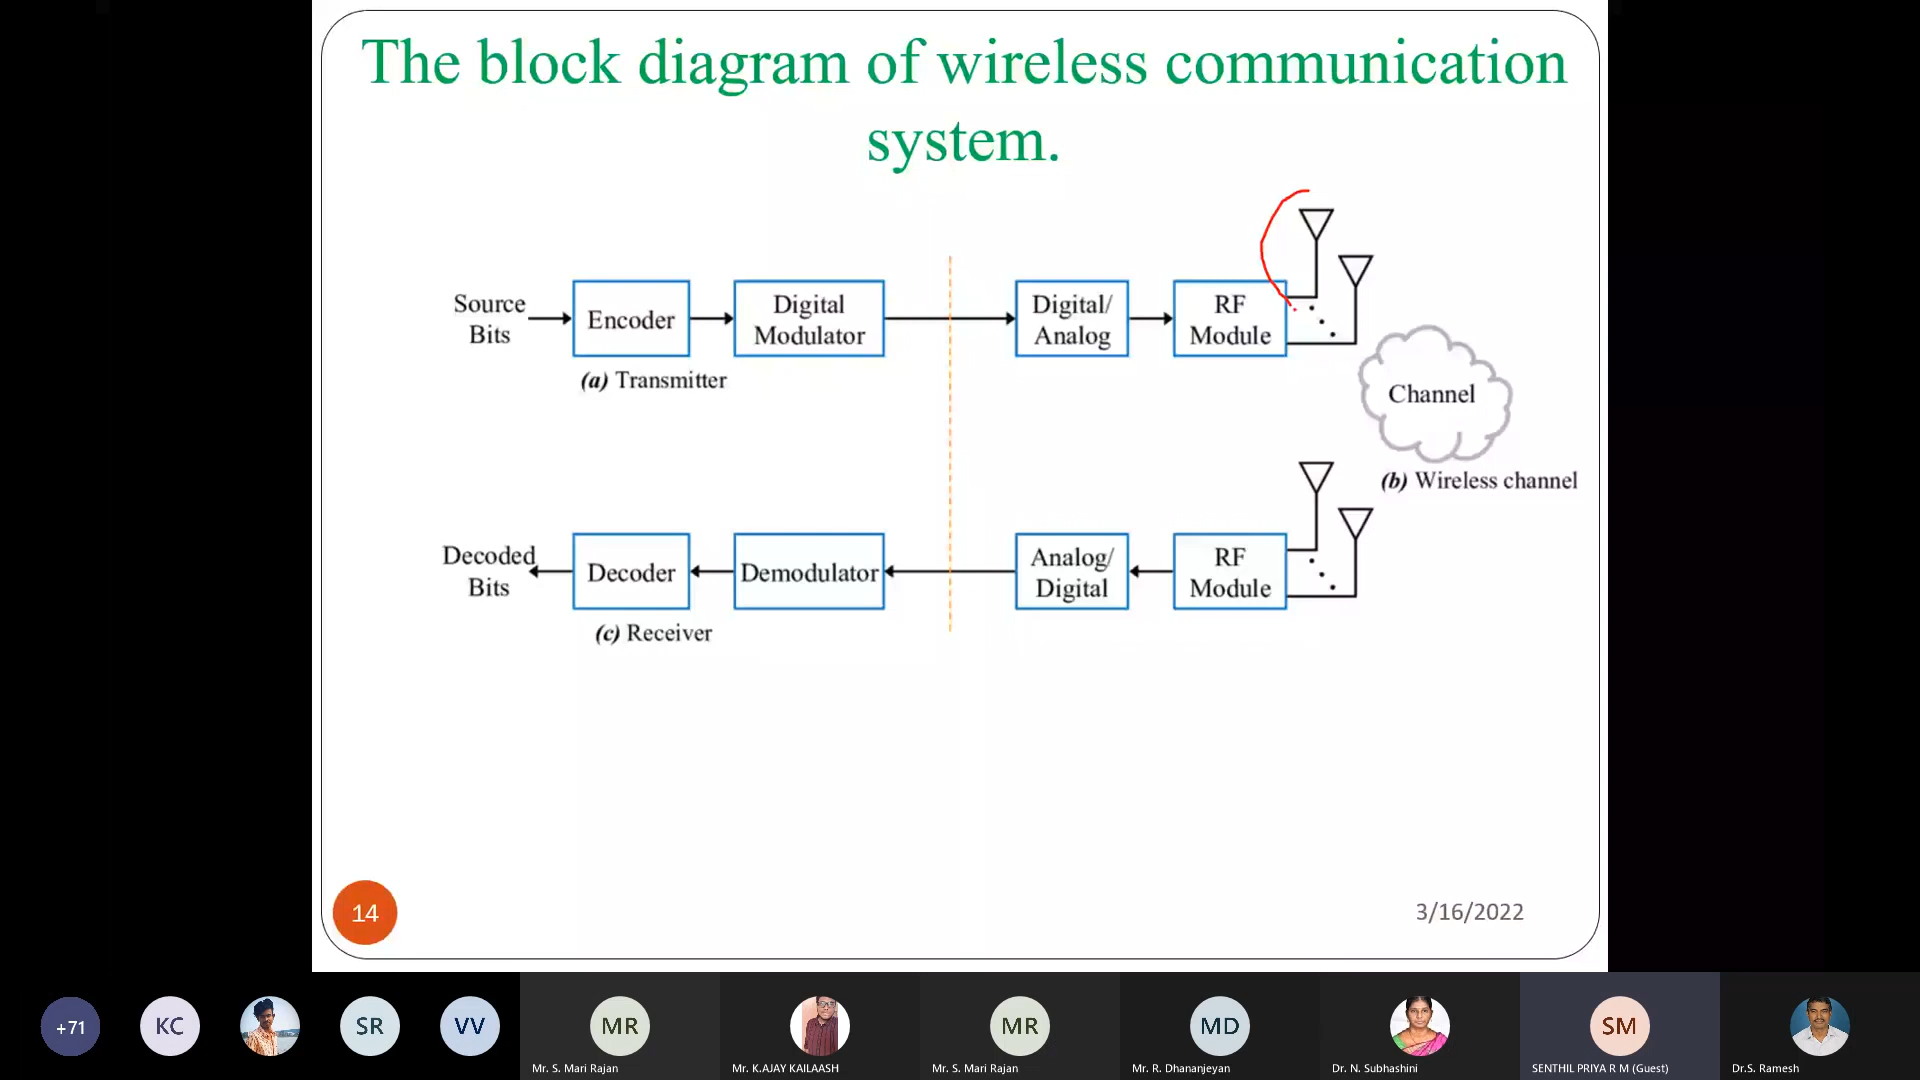 The block diagram of wireless communication
system.
Source
Bits
Encoder
Digital
Modulator
Digital/
Analog
RF
Module
(a) Transmitter
Channel
(b) Wireless channel
Decoded
Bits
Decoder
Demodulator
Analog/
Digital
RF
Module
(c) Receiver
14
3/16/2022
+71
KC
SR
VV
MR
Mr. S. Mari Rajan
Mr. K.AJAY KAILAASH
MR
Mr. S. Mari Rajan
MD
Mr. R. Dhananjeyan
Dr. N. Subhashini
SM
SENTHIL PRIYA R M (Guest)
Dr.S. Ramesh